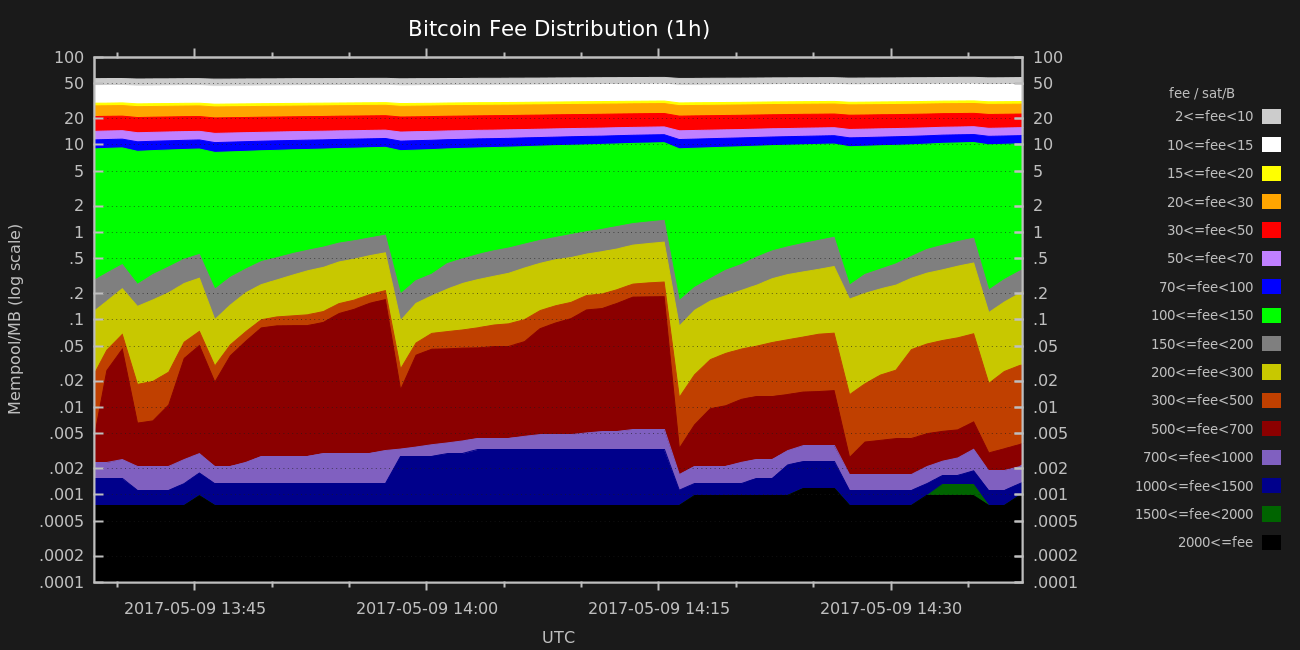 Bitcoin Fee Distribution (1h)
Mempool/MB (log scale)
100
50
20
10
5
2
1
.5
.2
.1
.05
.02
.01
.005
.002
.001
.0005
.0002
.0001
100
50
20
10
5
2
1
.5
.2
.1
.05
.02
.01
.005
.002
.001
.0005
.0002
.0001
2017-05-09 13:45
2017-05-09 14:00
2017-05-09 14:15
2017-05-09 14:30
UTC
fee / sat/B
2<=fee<10
10<=fee<15
15<=fee<20
20<=fee<30
30<=fee<50
50<=fee<70
70<=fee<100
100<=fee<150
150<=fee<200
200<=fee<300
300<=fee<500
500<=fee<700
700<=fee<1000
1000<=fee<1500
1500<=fee<2000
2000<=fee